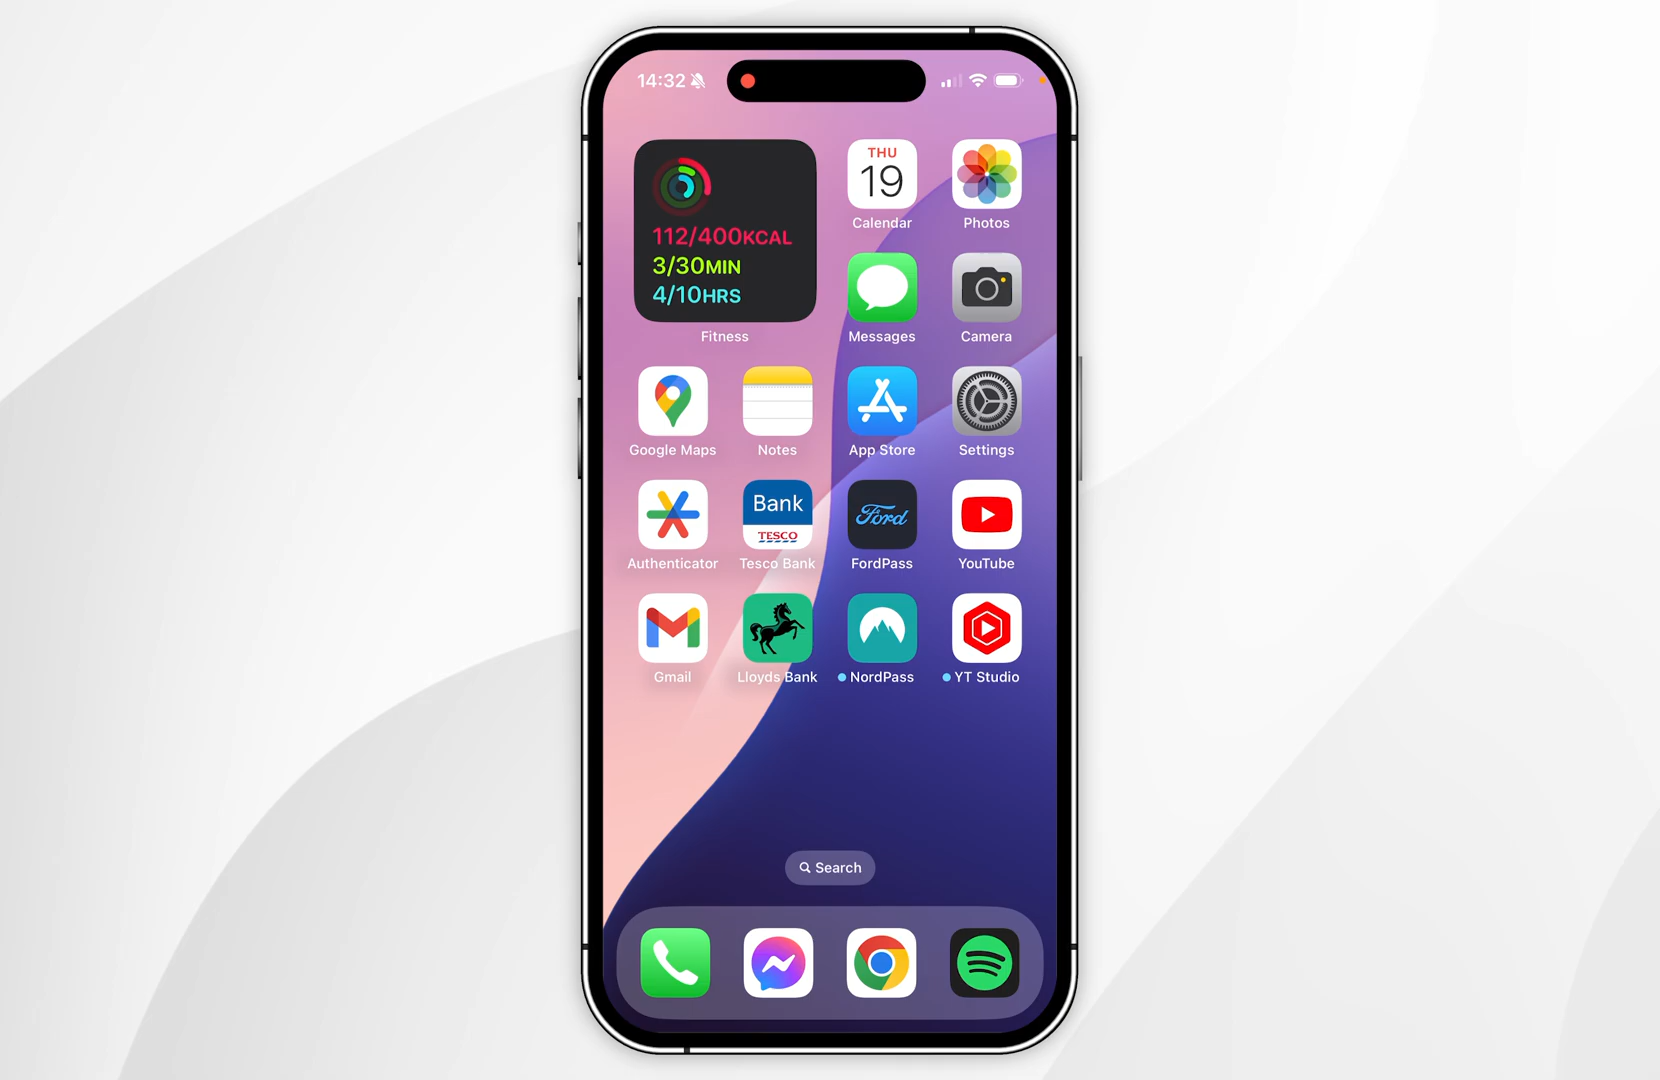 14:32
112/400KCAL
3/30MIN
4/10HRS
Fitness
THU
19
Calendar
Photos
Messages
Camera
Google Maps
Notes
App Store
Settings
Bank
TESCO
Ford
Authenticator
Tesco Bank
FordPass
YouTube
Gmail
Lloyds Bank
NordPass
YT Studio
Search